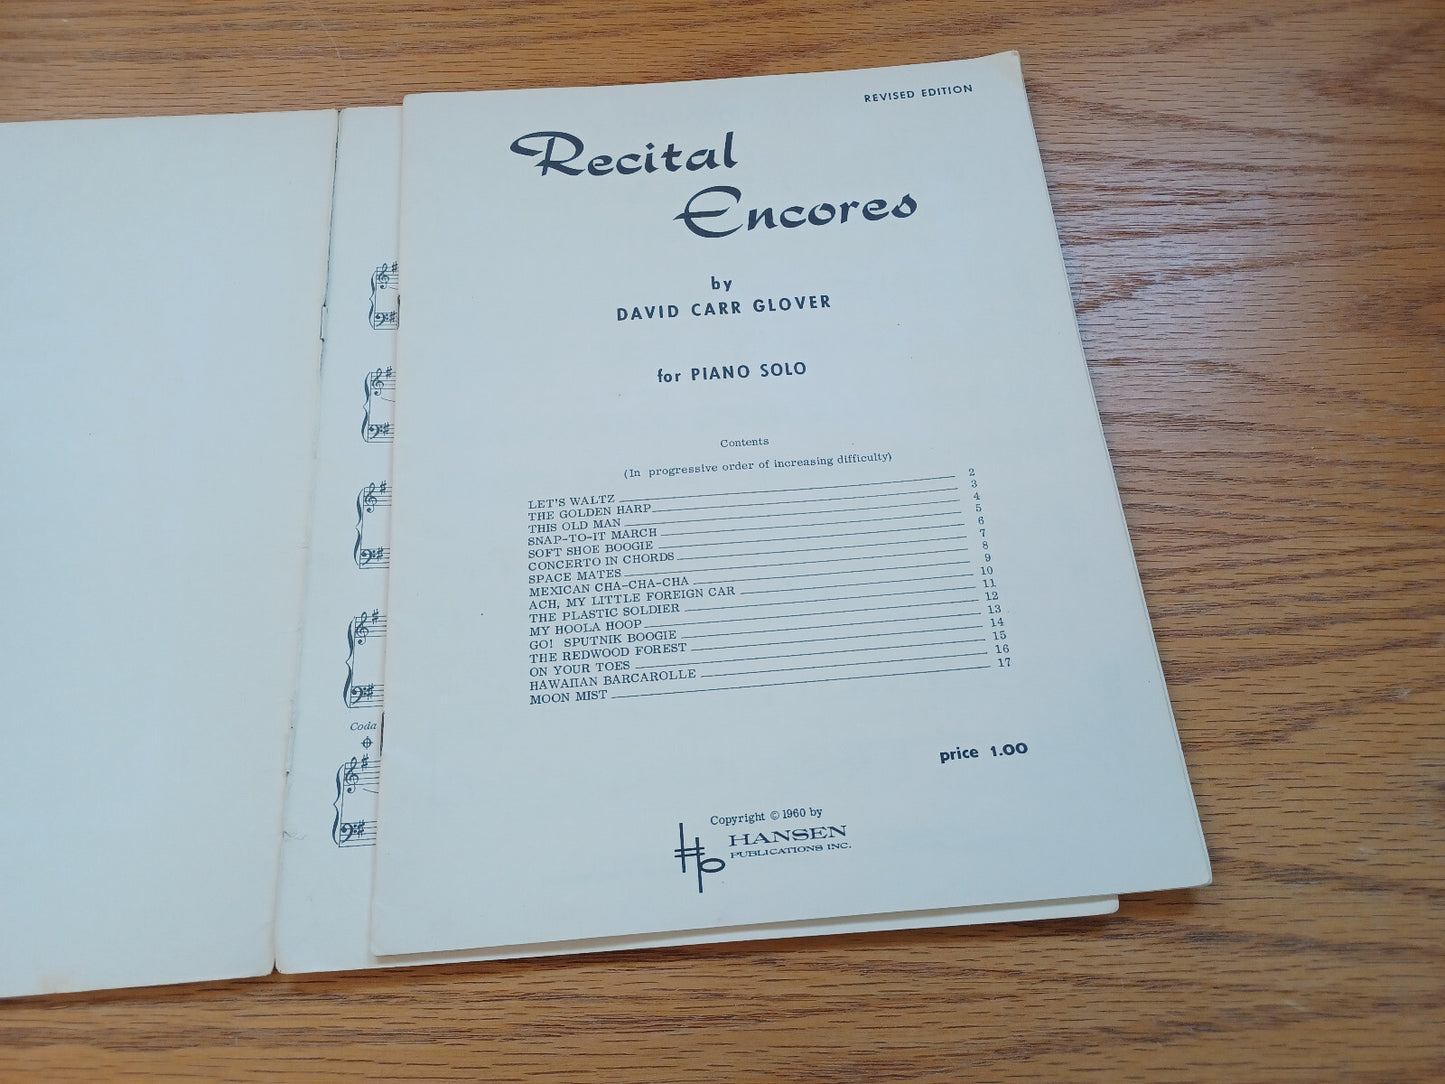 REVISED EDITION
Recital
Encores
by
DAVID CARR GLOVER
for PIANO SOLO
Contents
(In progressive order of increasing difficulty)
LET'S WALTZ 2
THE GOLDEN HARP 3
THIS OLD MAN 4
SNAP-TO-IT MARCH 5
SOFT SHOE BOOGIE 6
CONCERTO IN CHORDS 7
SPACE MATES 8
MEXICAN CHA-CHA-CHA 9
ACH, MY LITTLE FOREIGN CAR 10
THE PLASTIC SOLDIER 11
MY HOOLA HOOP 12
GO! SPUTNIK BOOGIE 13
THE REDWOOD FOREST 14
ON YOUR TOES 15
HAWAIIAN BARCAROLLE 16
MOON MIST 17
price 1.00
Copyright © 1960 by
HANSEN
PUBLICATIONS INC.
Coda